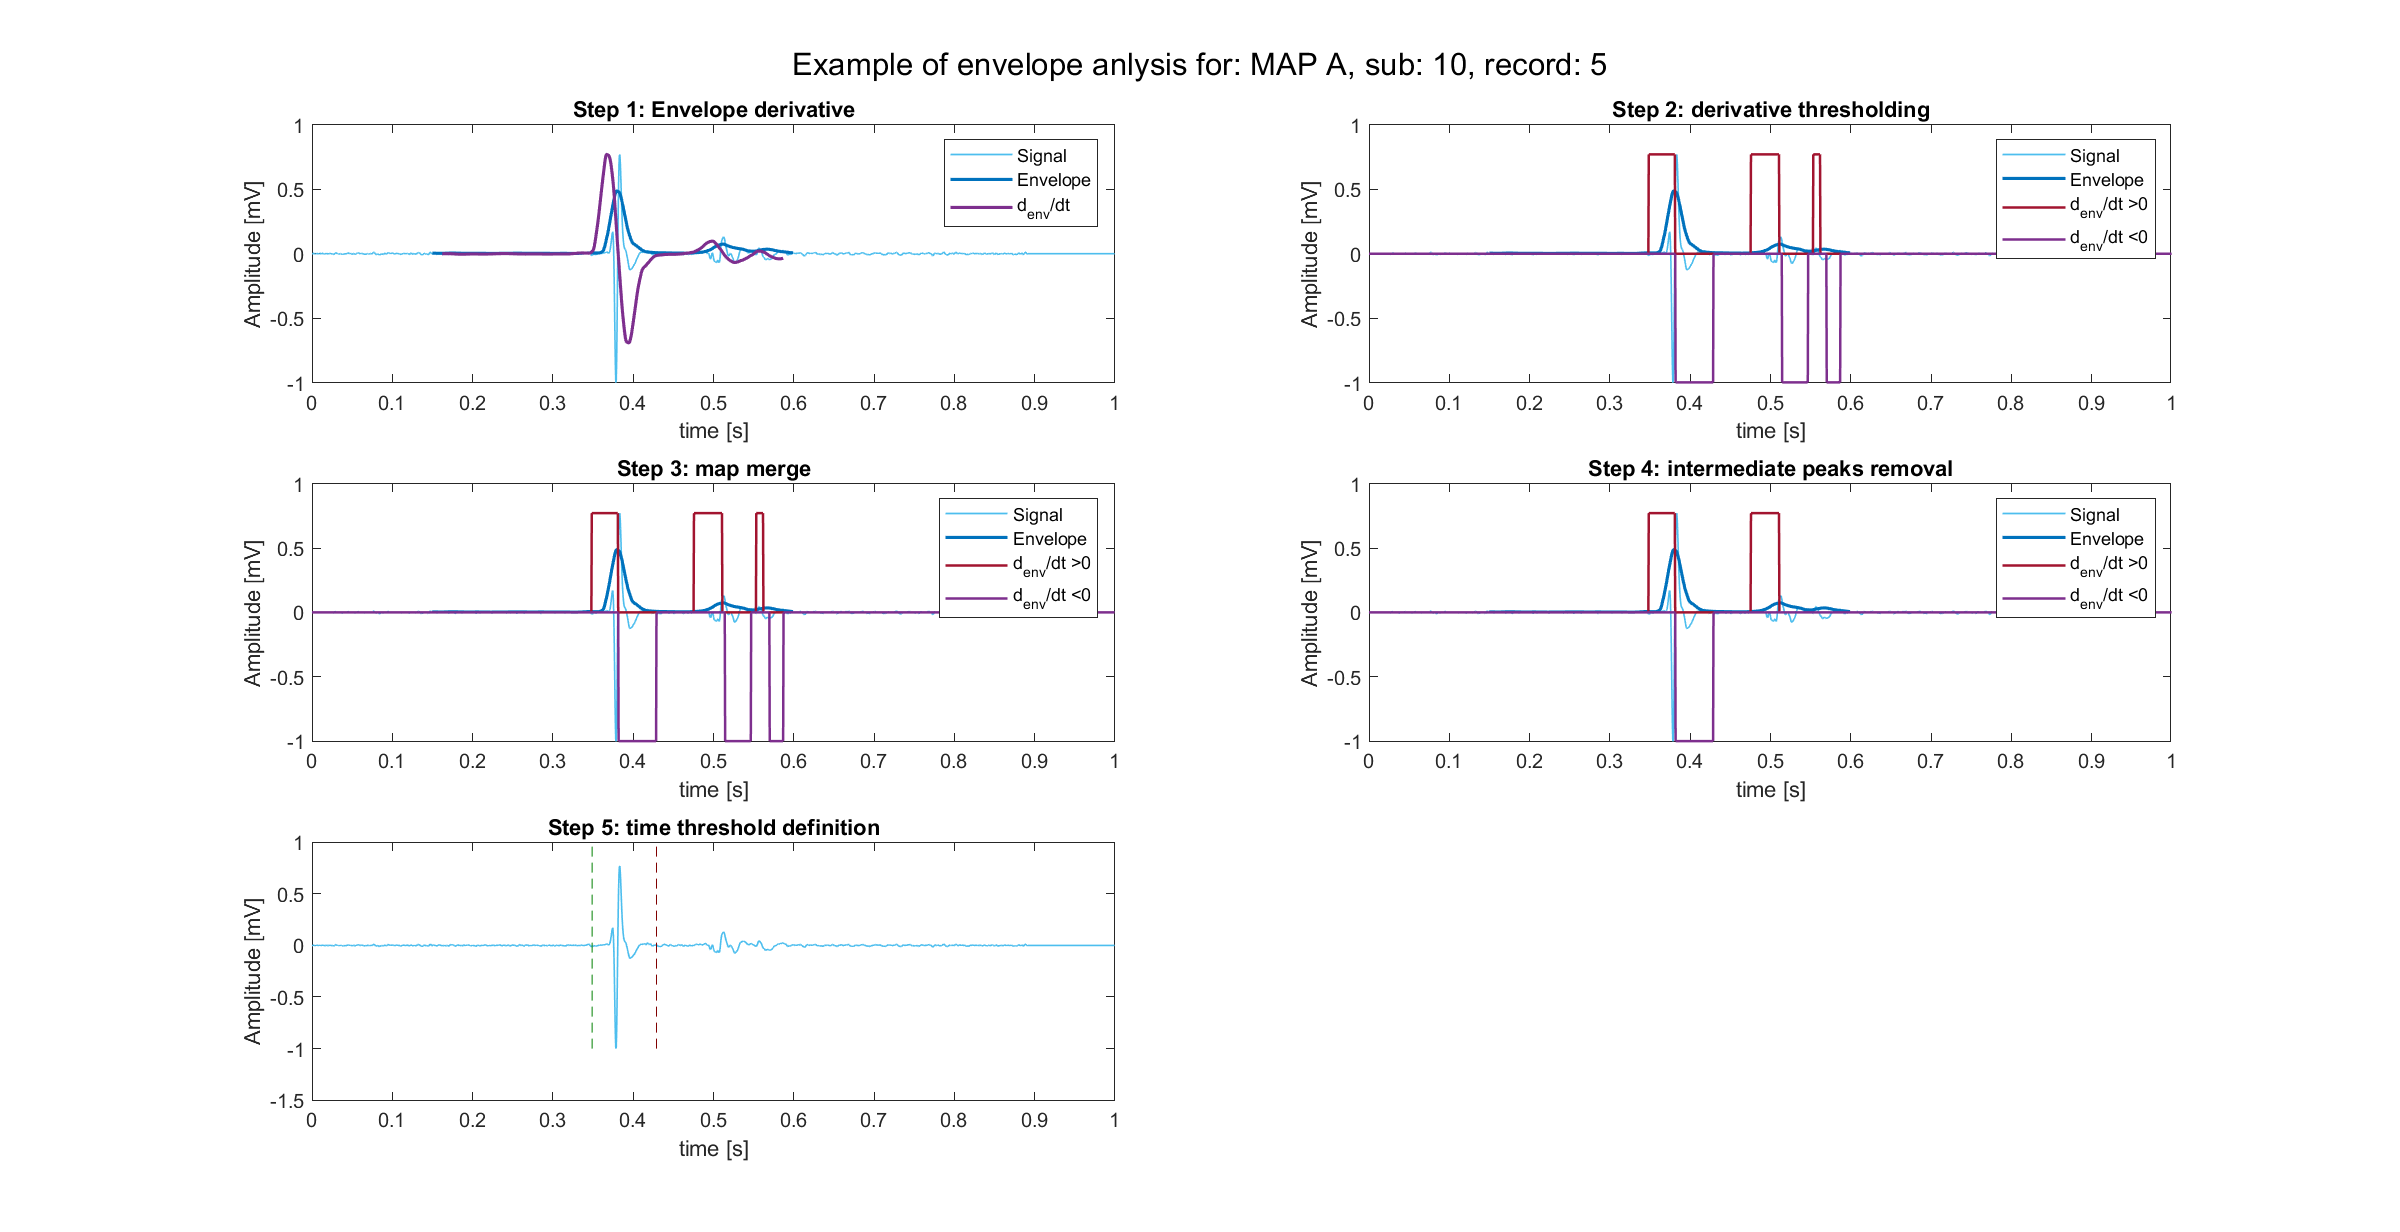 Example of envelope anlysis for: MAP A, sub: 10, record: 5
Step 1: Envelope derivative
Amplitude [mV]
1
0.5
0
-0.5
-1
0 0.1 0.2 0.3 0.4 0.5 0.6 0.7 0.8 0.9 1
time [s]
Signal
Envelope
d_env/dt
Step 2: derivative thresholding
Amplitude [mV]
1
0.5
0
-0.5
-1
0 0.1 0.2 0.3 0.4 0.5 0.6 0.7 0.8 0.9 1
time [s]
Signal
Envelope
d_env/dt >0
d_env/dt <0
Step 3: map merge
Amplitude [mV]
1
0.5
0
-0.5
-1
0 0.1 0.2 0.3 0.4 0.5 0.6 0.7 0.8 0.9 1
time [s]
Signal
Envelope
d_env/dt >0
d_env/dt <0
Step 4: intermediate peaks removal
Amplitude [mV]
1
0.5
0
-0.5
-1
0 0.1 0.2 0.3 0.4 0.5 0.6 0.7 0.8 0.9 1
time [s]
Signal
Envelope
d_env/dt >0
d_env/dt <0
Step 5: time threshold definition
Amplitude [mV]
1
0.5
0
-0.5
-1
-1.5
0 0.1 0.2 0.3 0.4 0.5 0.6 0.7 0.8 0.9 1
time [s]